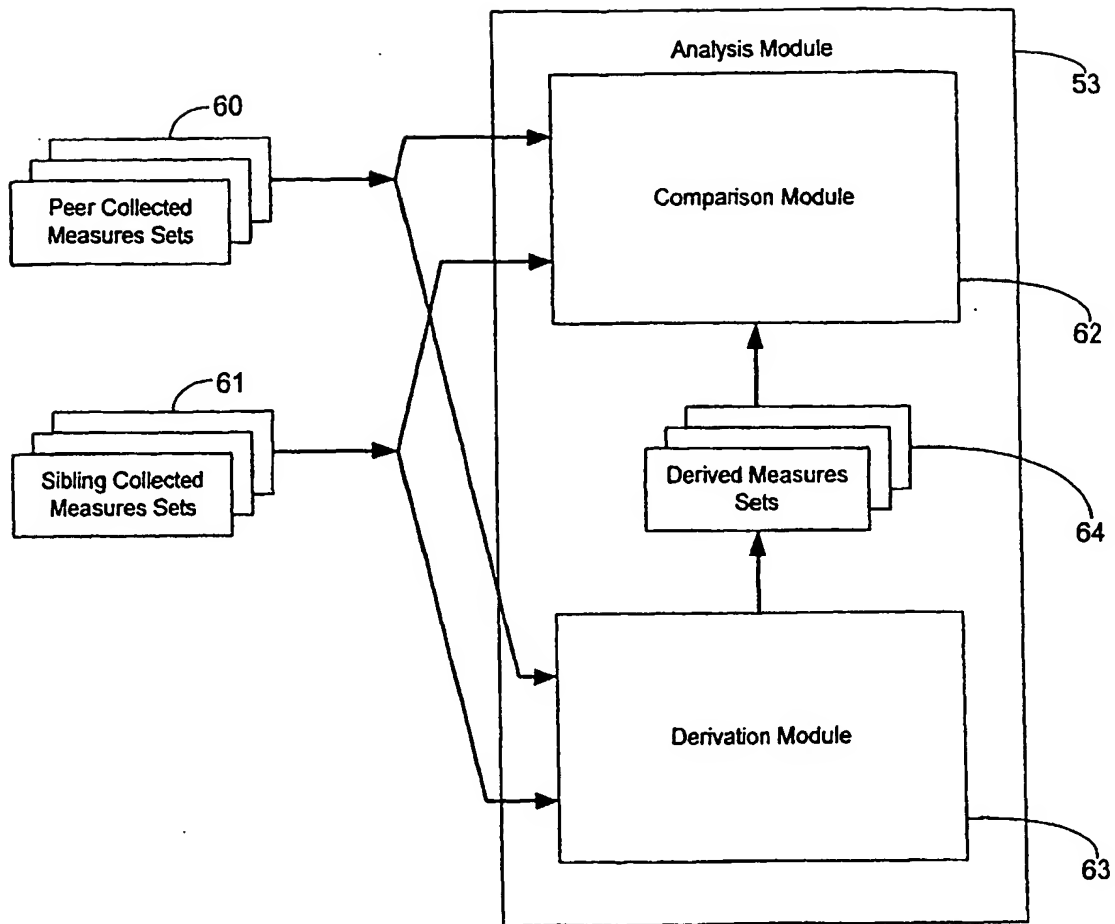 Analysis Module
53
60
Peer Collected
Measures Sets
Comparison Module
62
61
Sibling Collected
Measures Sets
Derived Measures
Sets
64
Derivation Module
63